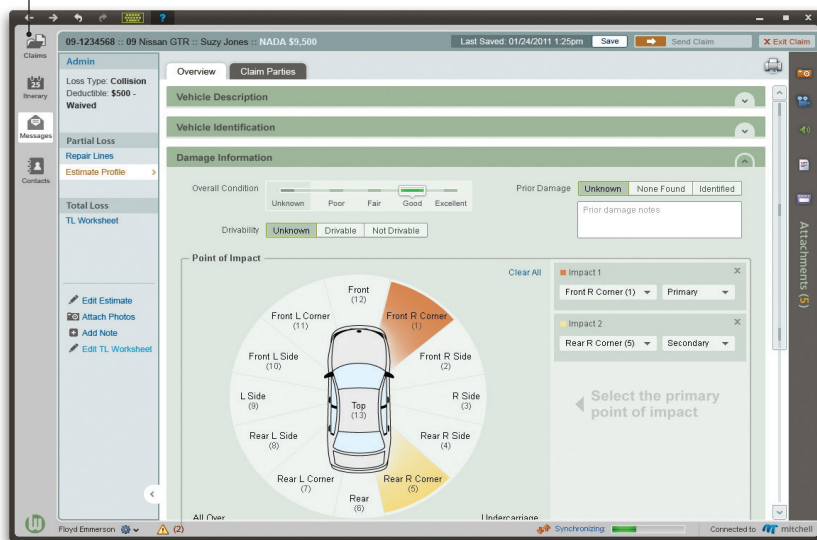 ?
09-1234568 :: 09 Nissan GTR :: Suzy Jones :: NADA $9,500
Last Saved: 01/24/2011 1:25pm
Save
Send Claim
X Exit Claim
Claims
35
Itinerary
Messages
Contacts
Admin
Loss Type: Collision
Deductible: $500 -
Waived
Partial Loss
Repair Lines
Estimate Profile >
Total Loss
TL Worksheet
Edit Estimate
Attach Photos
Add Note
Edit TL Worksheet
Overview
Claim Parties
Vehicle Description
Vehicle Identification
Damage Information
Overall Condition
Unknown Poor Fair Good Excellent
Drivability
Unknown Drivable Not Drivable
Prior Damage
Unknown None Found Identified
Prior damage notes
Point of Impact
Clear All
Front
(12)
Front R Corner
(1)
Front R Side
(2)
R Side
(3)
Rear R Side
(4)
Rear R Corner
(5)
Rear
(6)
Rear L Corner
(7)
Rear L Side
(8)
L Side
(9)
Front L Side
(10)
Front L Corner
(11)
Top
(13)
All Over
Undercarriage
Impact 1 X
Front R Corner (1)
Primary
Impact 2 X
Rear R Corner (5)
Secondary
Select the primary
point of impact
Attachments (5)
Floyd Emmerson
(2)
Synchronizing:
Connected to
mitchell